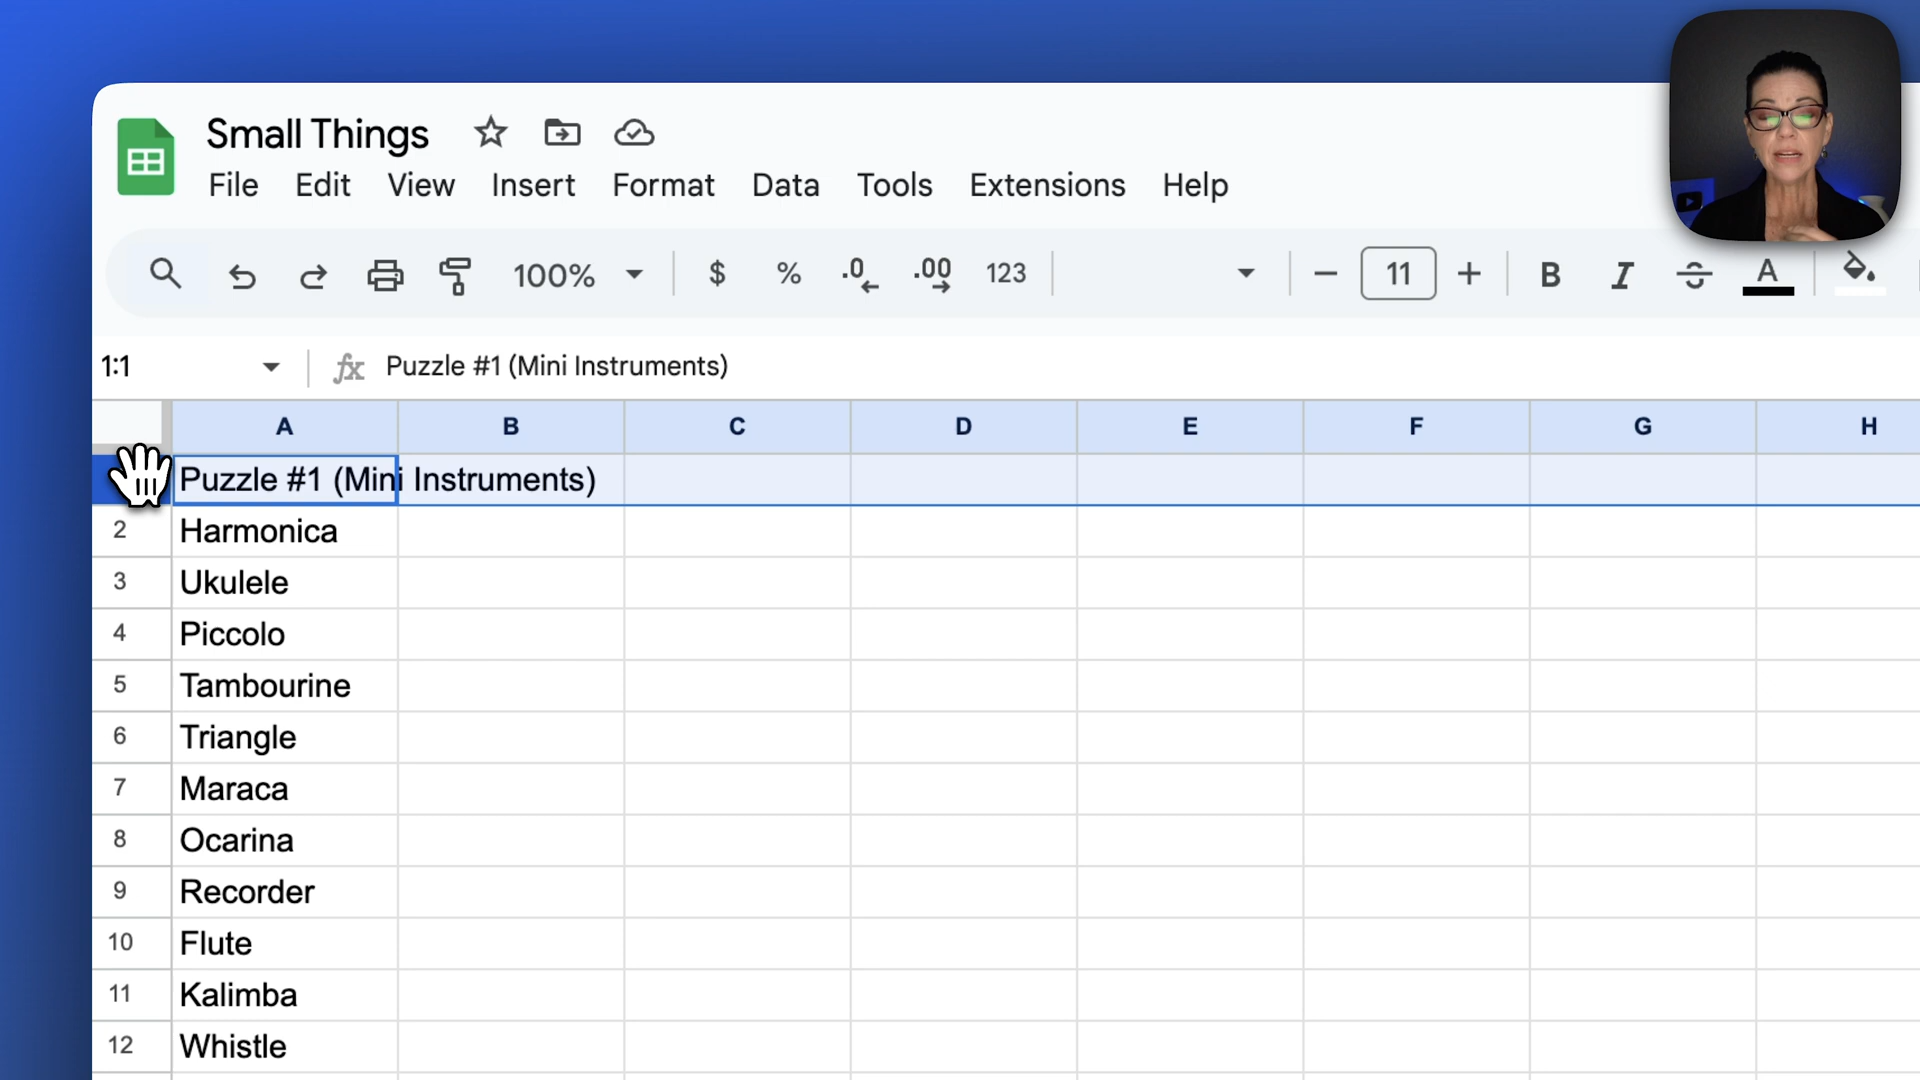 Small Things
File Edit View Insert Format Data Tools Extensions Help
100% $ % .0 .00 123 11 B I S A
1:1 fx Puzzle #1 (Mini Instruments)
A B C D E F G H
Puzzle #1 (Mini Instruments)
2 Harmonica
3 Ukulele
4 Piccolo
5 Tambourine
6 Triangle
7 Maraca
8 Ocarina
9 Recorder
10 Flute
11 Kalimba
12 Whistle